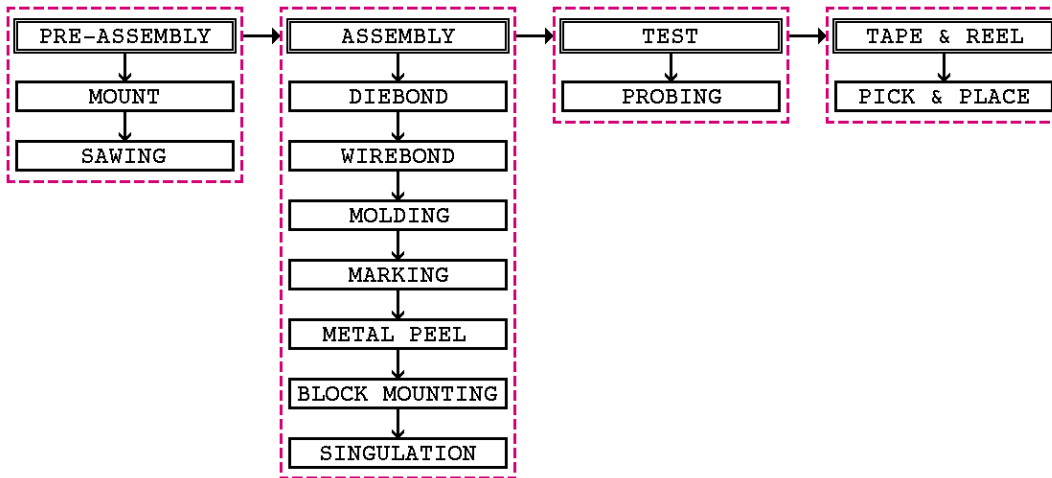 PRE-ASSEMBLY
MOUNT
SAWING
ASSEMBLY
DIEBOND
WIREBOND
MOLDING
MARKING
METAL PEEL
BLOCK MOUNTING
SINGULATION
TEST
PROBING
TAPE & REEL
PICK & PLACE